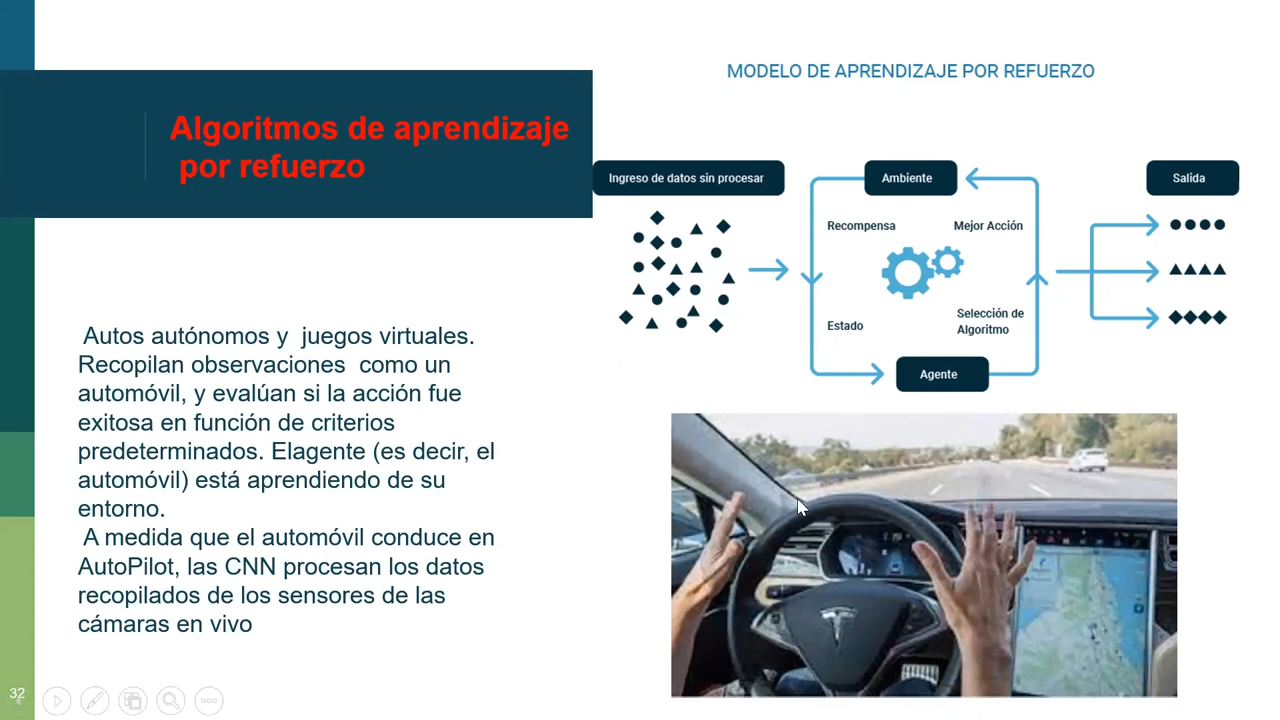 Algoritmos de aprendizaje
por refuerzo
Autos autónomos y juegos virtuales.
Recopilan observaciones como un
automóvil, y evalúan si la acción fue
exitosa en función de criterios
predeterminados. Elagente (es decir, el
automóvil) está aprendiendo de su
entorno.
A medida que el automóvil conduce en
AutoPilot, las CNN procesan los datos
recopilados de los sensores de las
cámaras en vivo
MODELO DE APRENDIZAJE POR REFUERZO
Ingreso de datos sin procesar
Ambiente
Salida
Recompensa
Mejor Acción
Estado
Selección de
Algoritmo
Agente
32